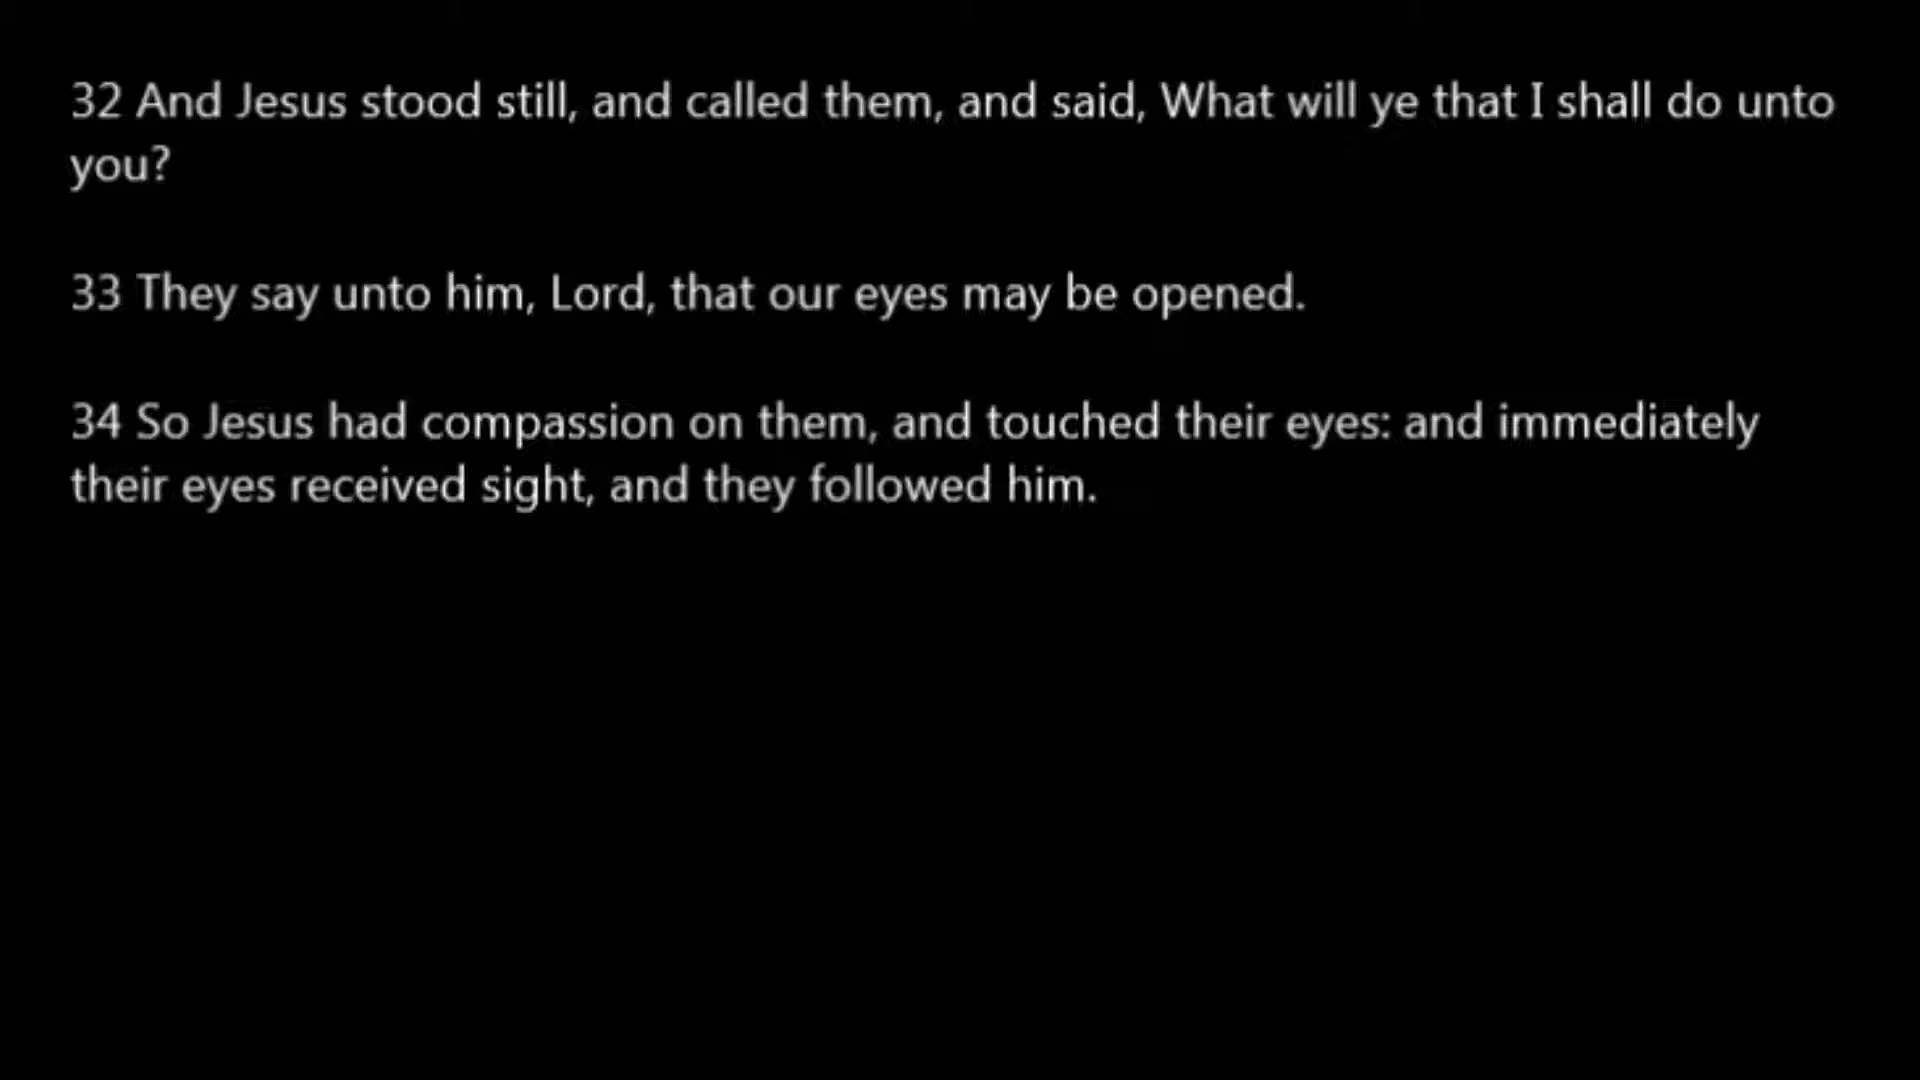 32 And Jesus stood still, and called them, and said, What will ye that I shall do unto
you?
33 They say unto him, Lord, that our eyes may be opened.
34 So Jesus had compassion on them, and touched their eyes: and immediately
their eyes received sight, and they followed him.